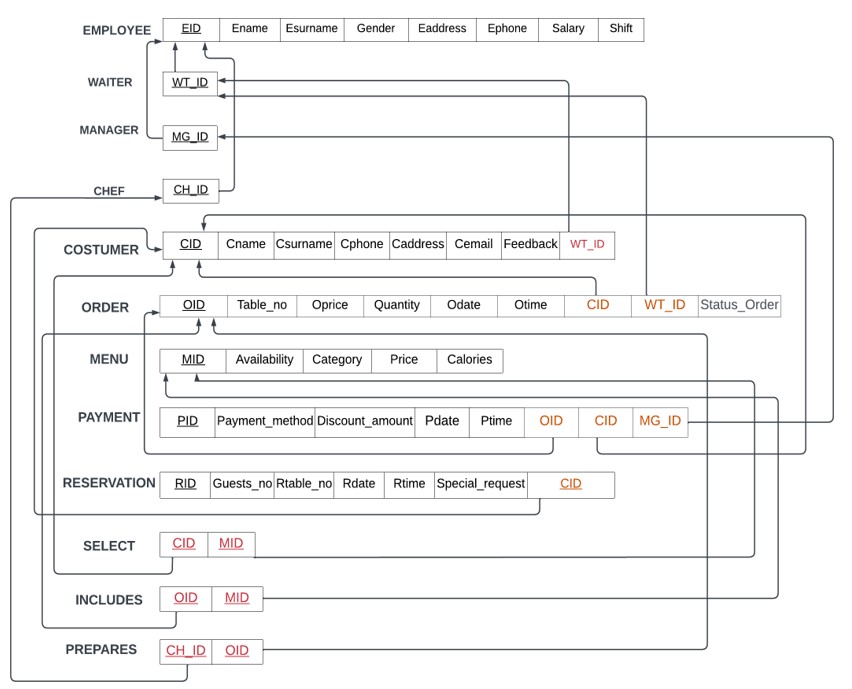 EMPLOYEE EID Ename Esurname Gender Eaddress Ephone Salary Shift
WAITER WT_ID
MANAGER MG_ID
CHEF CH_ID
COSTUMER CID Cname Csurname Cphone Caddress Cemail Feedback WT_ID
ORDER OID Table_no Oprice Quantity Odate Otime CID WT_ID Status_Order
MENU MID Availability Category Price Calories
PAYMENT PID Payment_method Discount_amount Pdate Ptime OID CID MG_ID
RESERVATION RID Guests_no Rtable_no Rdate Rtime Special_request CID
SELECT CID MID
INCLUDES OID MID
PREPARES CH_ID OID